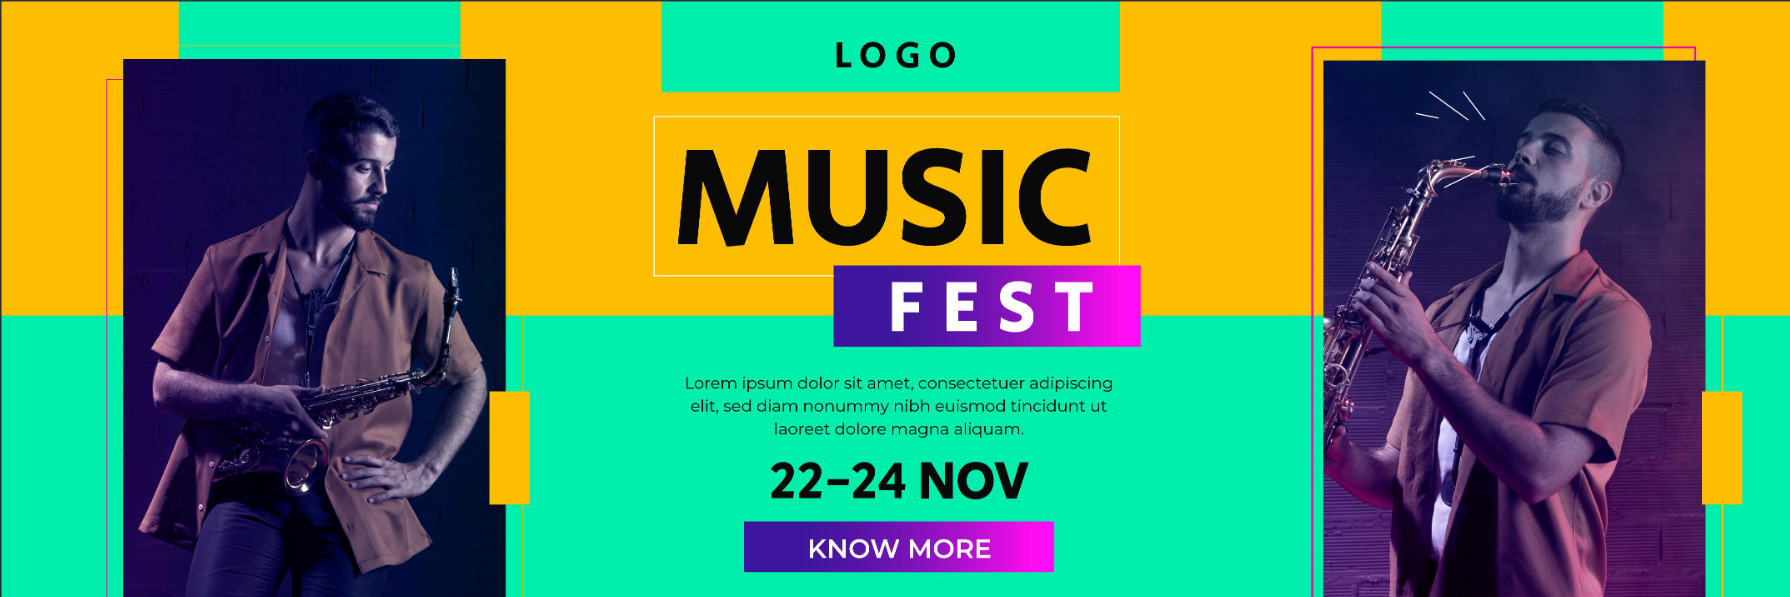 LOGO
MUSIC
FEST
Lorem ipsum dolor sit amet, consectetuer adipiscing
elit, sed diam nonummy nibh euismod tincidunt ut
laoreet dolore magna aliquam.
22–24 NOV
KNOW MORE